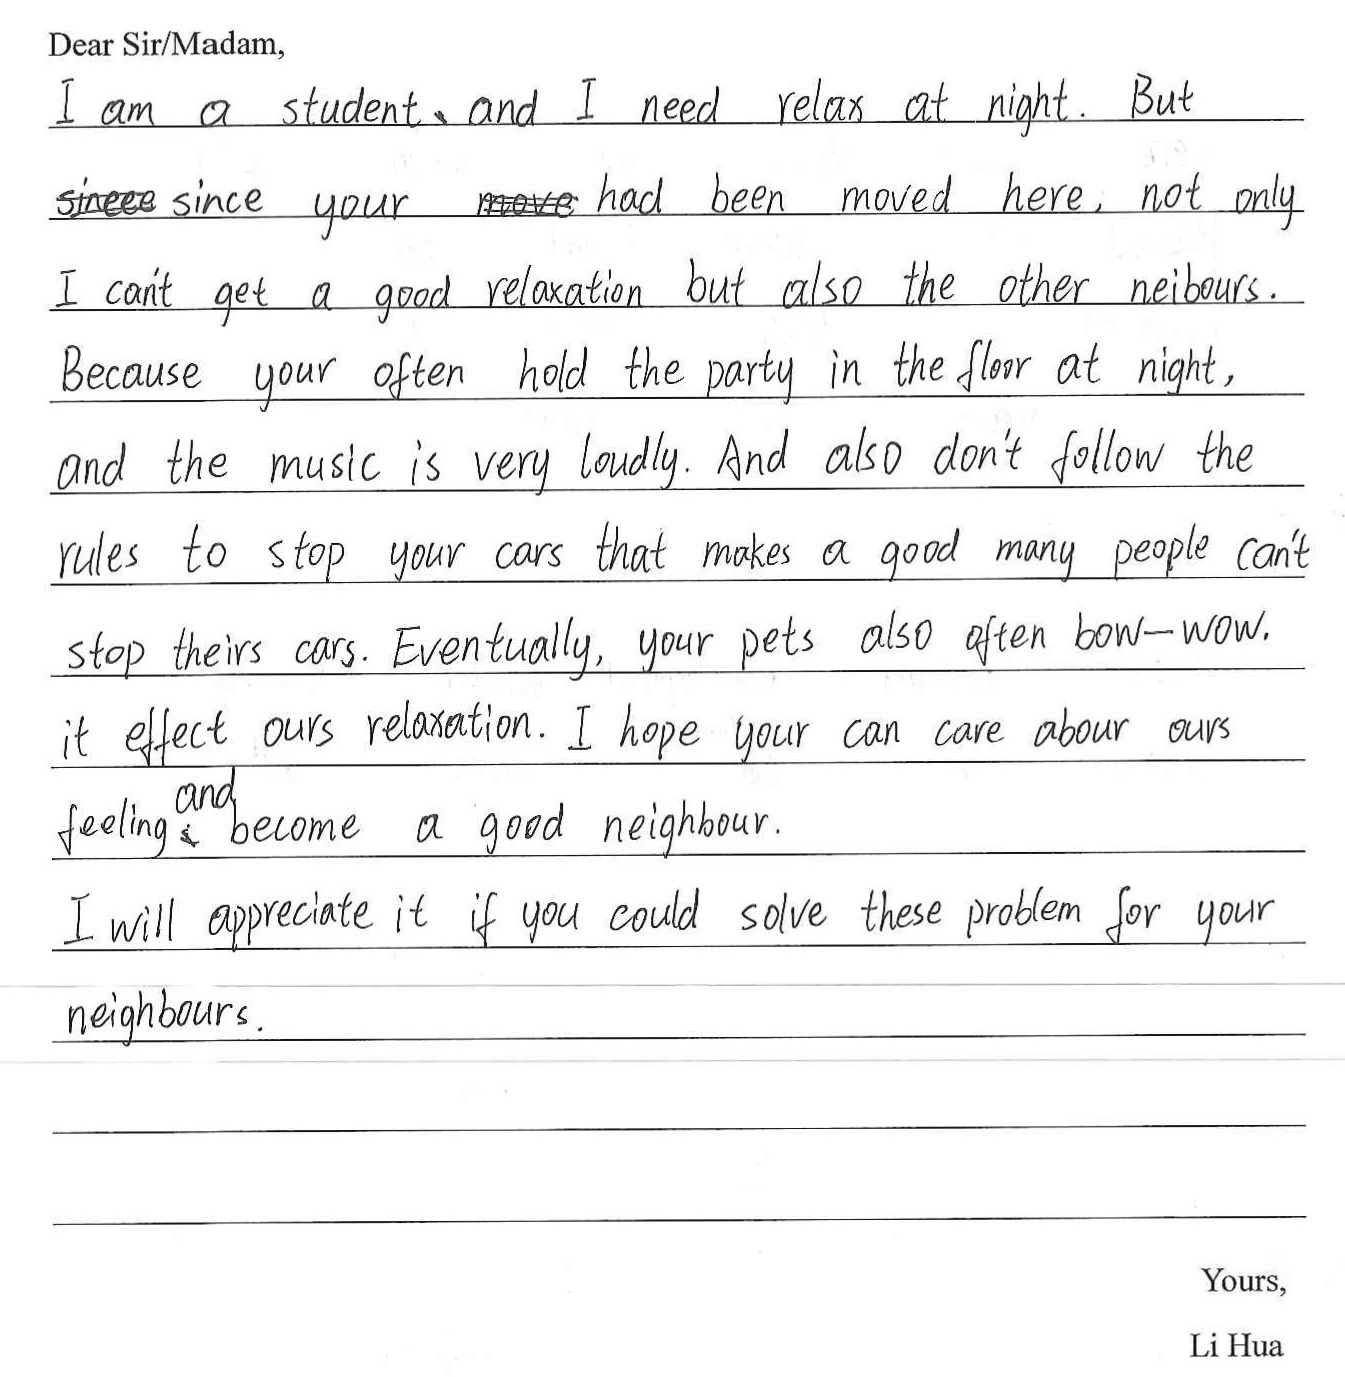 Dear Sir/Madam,
I am a student、and I need relax at night. But
since your had been moved here, not only
I can't get a good relaxation but also the other neibours.
Because your often hold the party in the floor at night,
and the music is very loudly. And also don't follow the
rules to stop your cars that makes a good many people can't
stop theirs cars. Eventually, your pets also often bow-wow.
it effect ours relaxation. I hope your can care abour ours
feeling and become a good neighbour.
I will appreciate it if you could solve these problem for your
neighbours.
Yours,
Li Hua